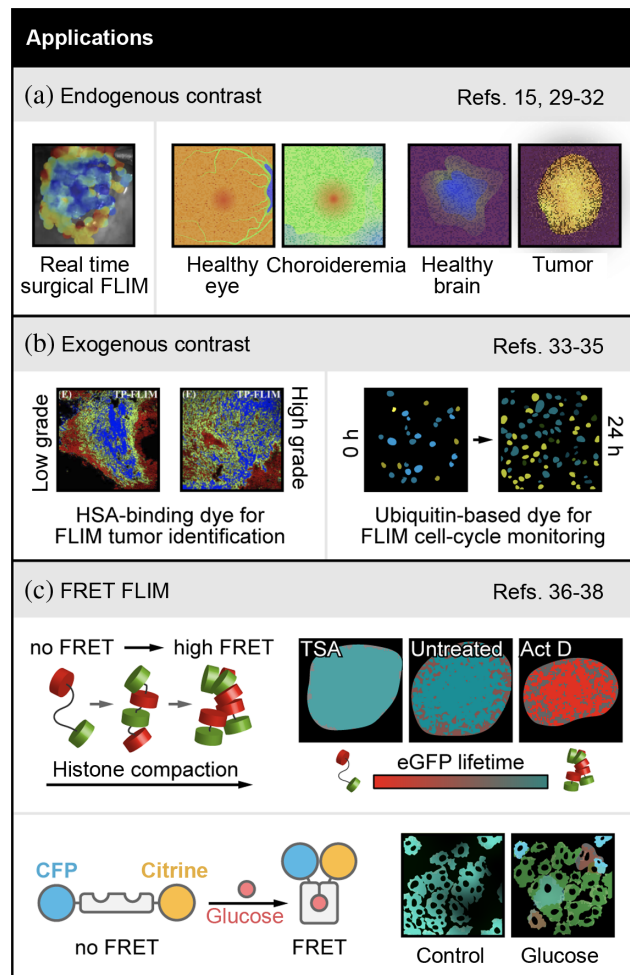 Applications
(a) Endogenous contrast
Refs. 15, 29-32
Real time
surgical FLIM
Healthy
eye
Choroideremia
Healthy
brain
Tumor
(b) Exogenous contrast
Refs. 33-35
Low grade
(E)
TP-FLIM
(E)
TP-FLIM
High grade
HSA-binding dye for
FLIM tumor identification
0 h
24 h
Ubiquitin-based dye for
FLIM cell-cycle monitoring
(c) FRET FLIM
Refs. 36-38
no FRET
high FRET
Histone compaction
TSA
Untreated
Act D
eGFP lifetime
CFP
Citrine
Glucose
no FRET
FRET
Control
Glucose